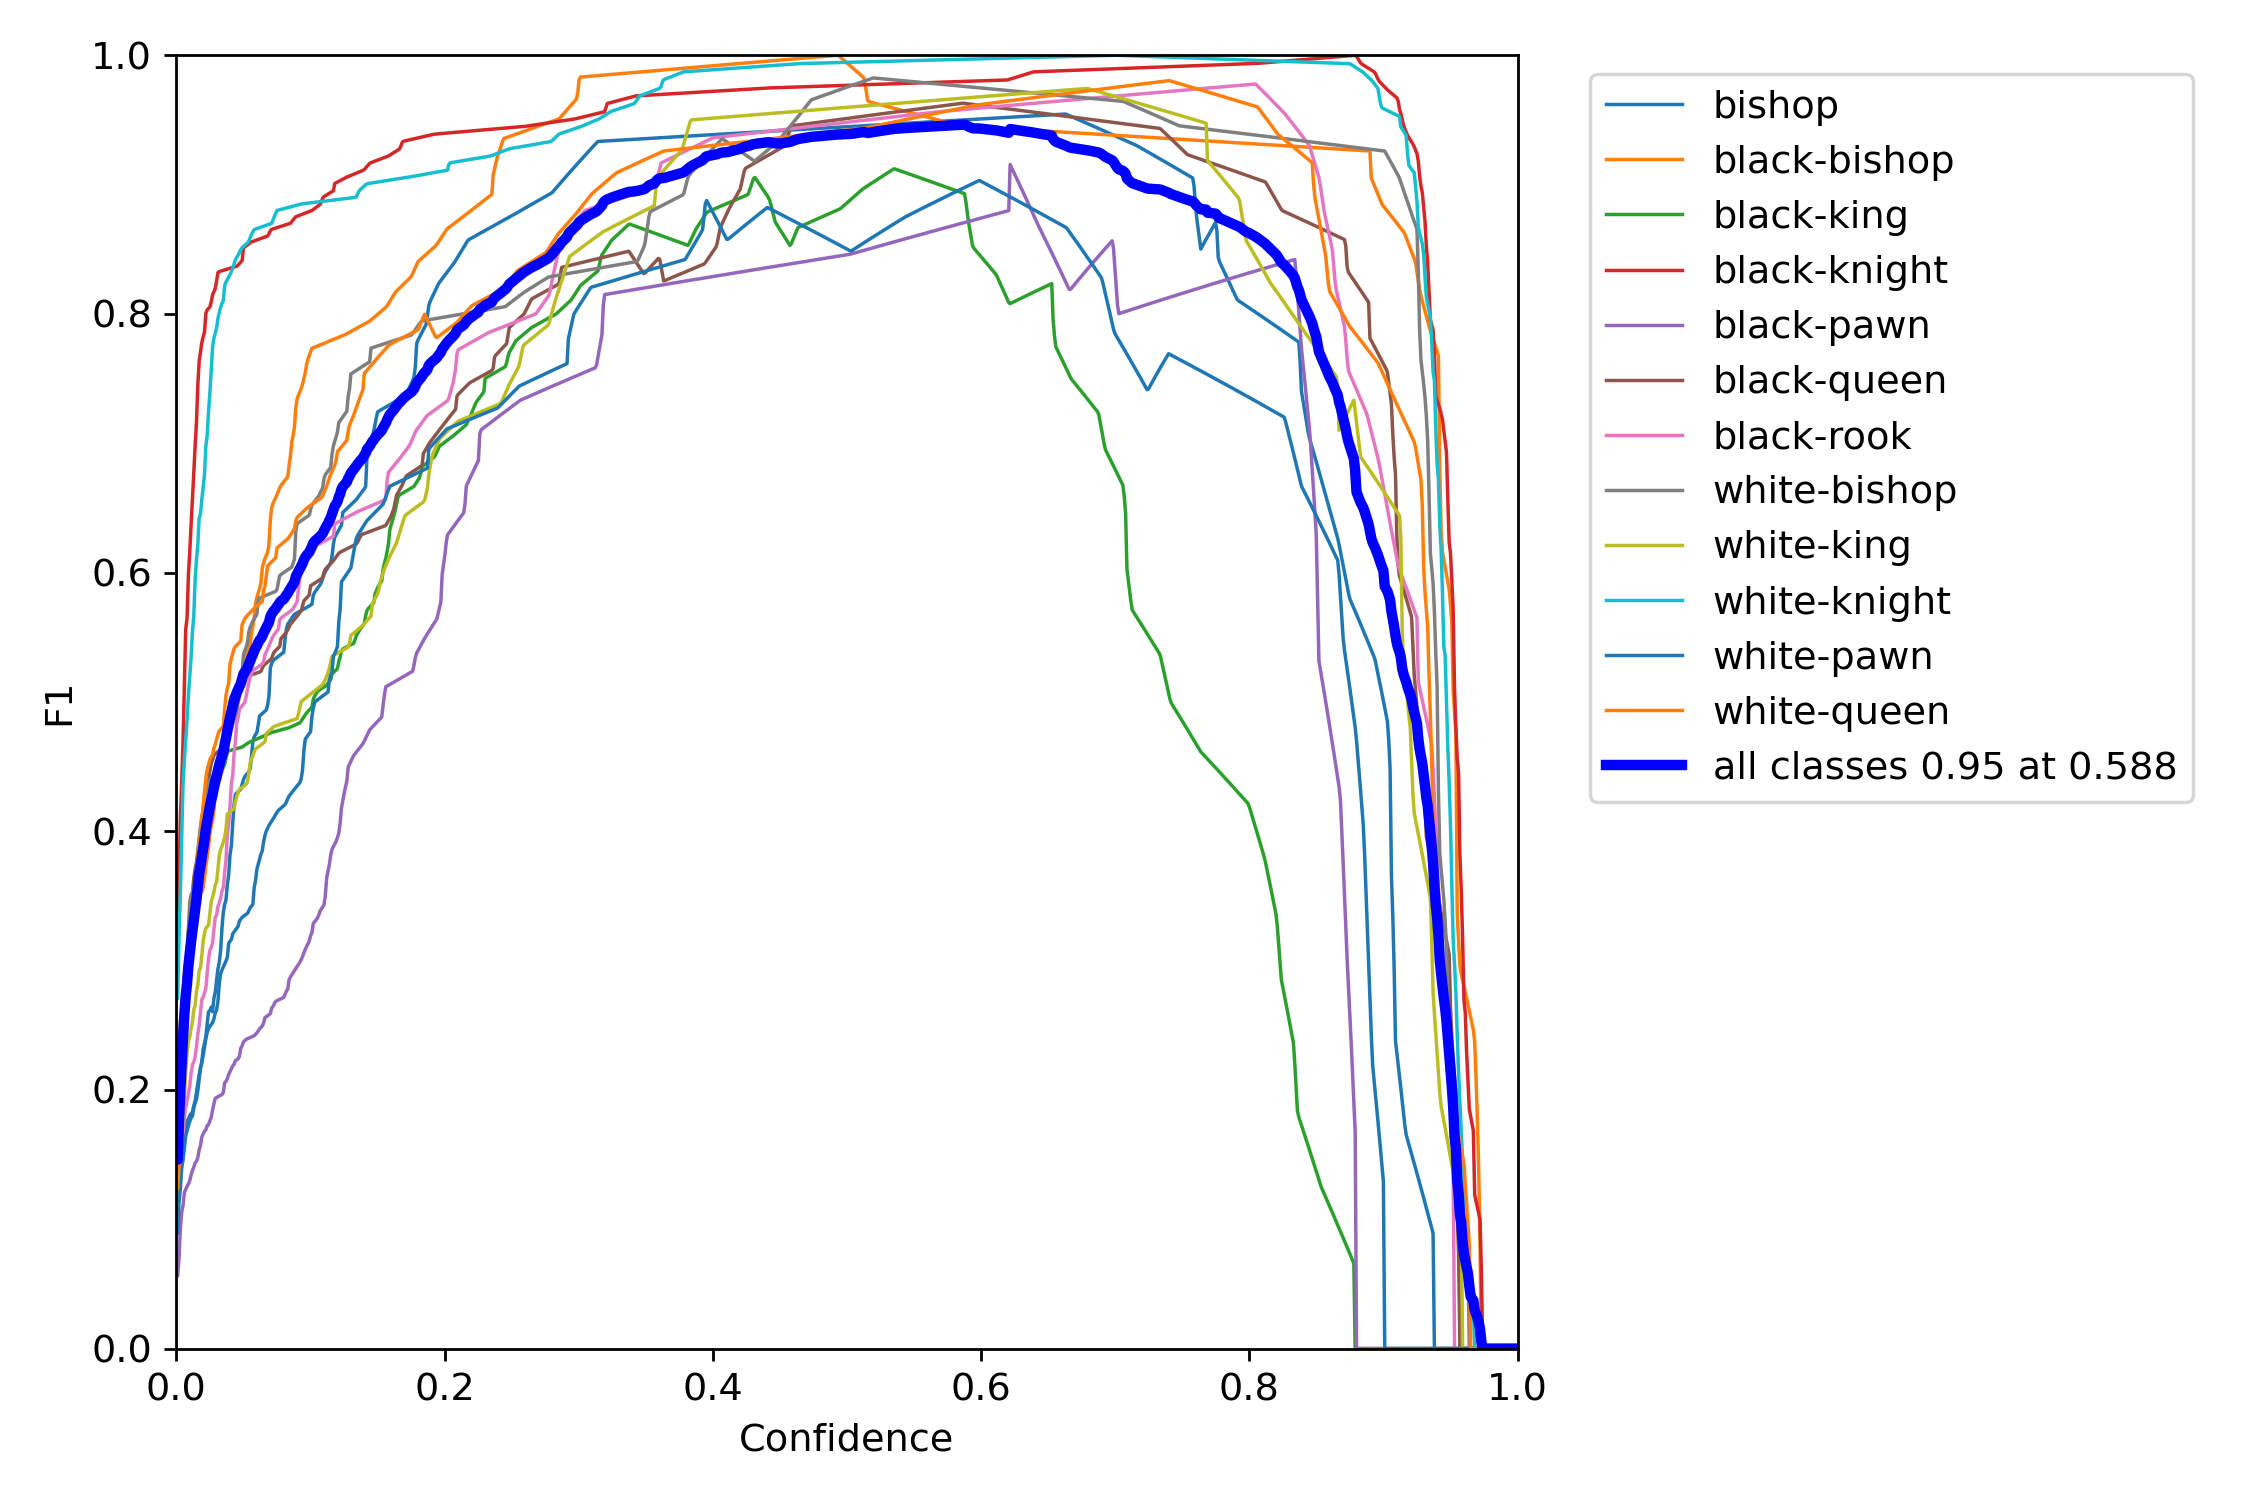 1.0
0.8
0.6
0.4
0.2
0.0
F1
0.0 0.2 0.4 0.6 0.8 1.0
Confidence
bishop
black-bishop
black-king
black-knight
black-pawn
black-queen
black-rook
white-bishop
white-king
white-knight
white-pawn
white-queen
all classes 0.95 at 0.588